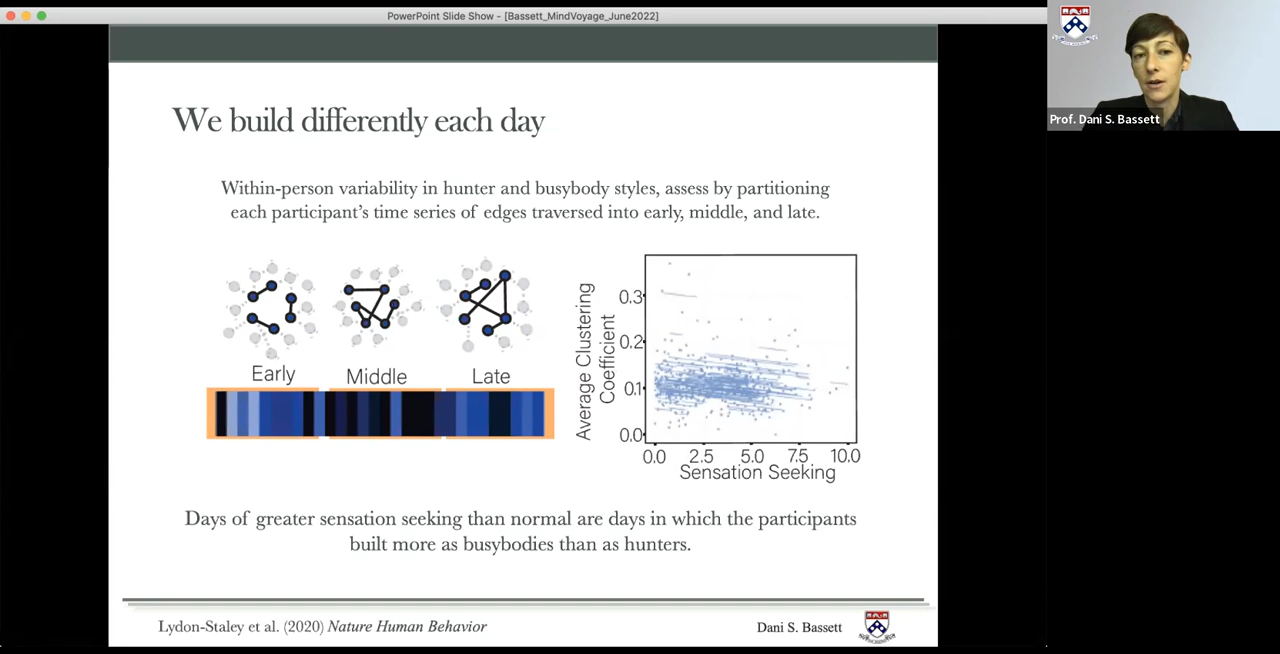 PowerPoint Slide Show - [Bassett_MindVoyage_June2022]
Prof. Dani S. Bassett
We build differently each day
Within-person variability in hunter and busybody styles, assess by partitioning
each participant's time series of edges traversed into early, middle, and late.
Early
Middle
Late
Average Clustering
Coefficient
0.3
0.2
0.1
0.0
0.0 2.5 5.0 7.5 10.0
Sensation Seeking
Days of greater sensation seeking than normal are days in which the participants
built more as busybodies than as hunters.
Lydon-Staley et al. (2020) Nature Human Behavior
Dani S. Bassett